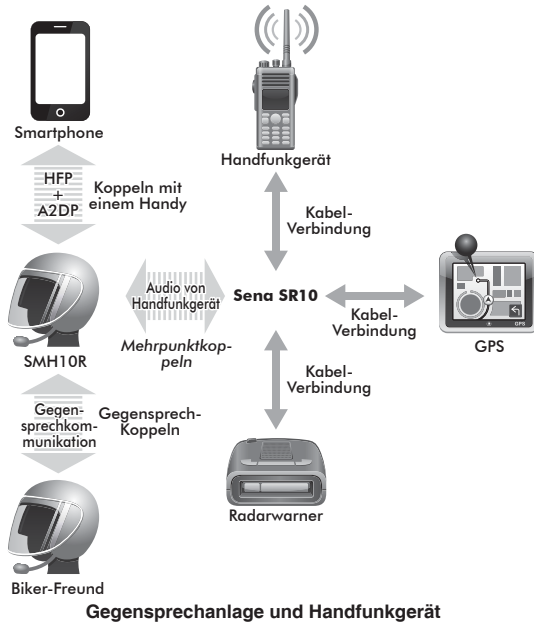 Smartphone
Handfunkgerät
HFP
+
A2DP
Koppeln mit
einem Handy
Kabel-
Verbindung
Audio von
Handfunkgerät
Sena SR10
Kabel-
Verbindung
GPS
GPS
SMH10R
Mehrpunktkop-
peln
Kabel-
Verbindung
Gegen-
sprechkom-
munikation
Gegensprech-
Koppeln
Radarwarner
Biker-Freund
Gegensprechanlage und Handfunkgerät